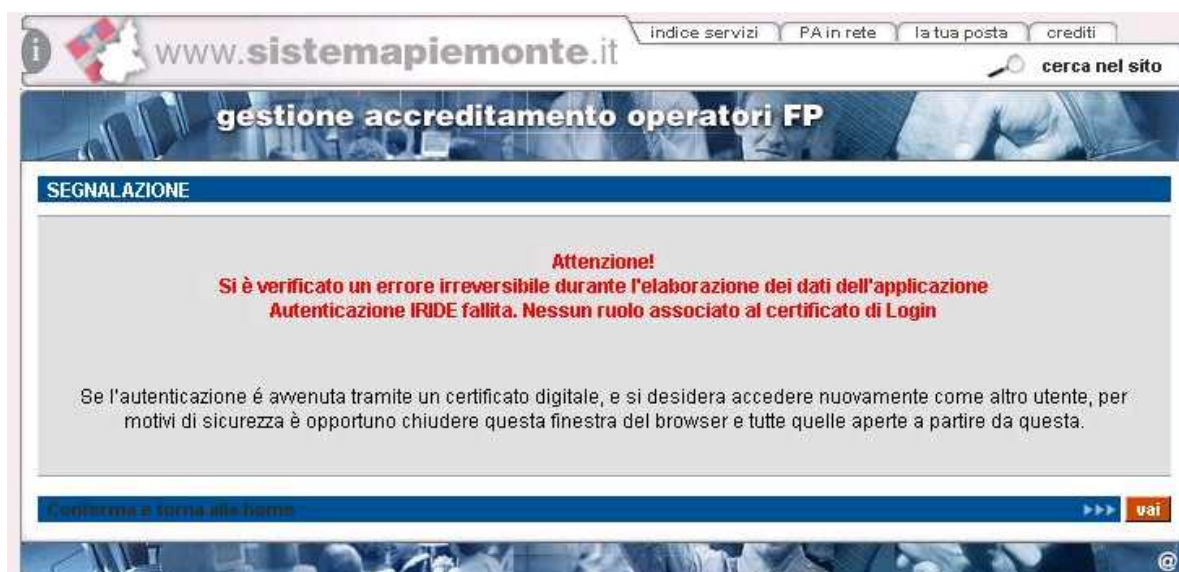 indice servizi PA in rete la tua posta crediti
i www.sistemapiemonte.it
cerca nel sito
gestione accreditamento operatori FP
SEGNALAZIONE
Attenzione!
Si è verificato un errore irreversibile durante l'elaborazione dei dati dell'applicazione
Autenticazione IRIDE fallita. Nessun ruolo associato al certificato di Login
Se l'autenticazione é avvenuta tramite un certificato digitale, e si desidera accedere nuovamente come altro utente, per
motivi di sicurezza è opportuno chiudere questa finestra del browser e tutte quelle aperte a partire da questa.
Conferma e torna alla home vai
@